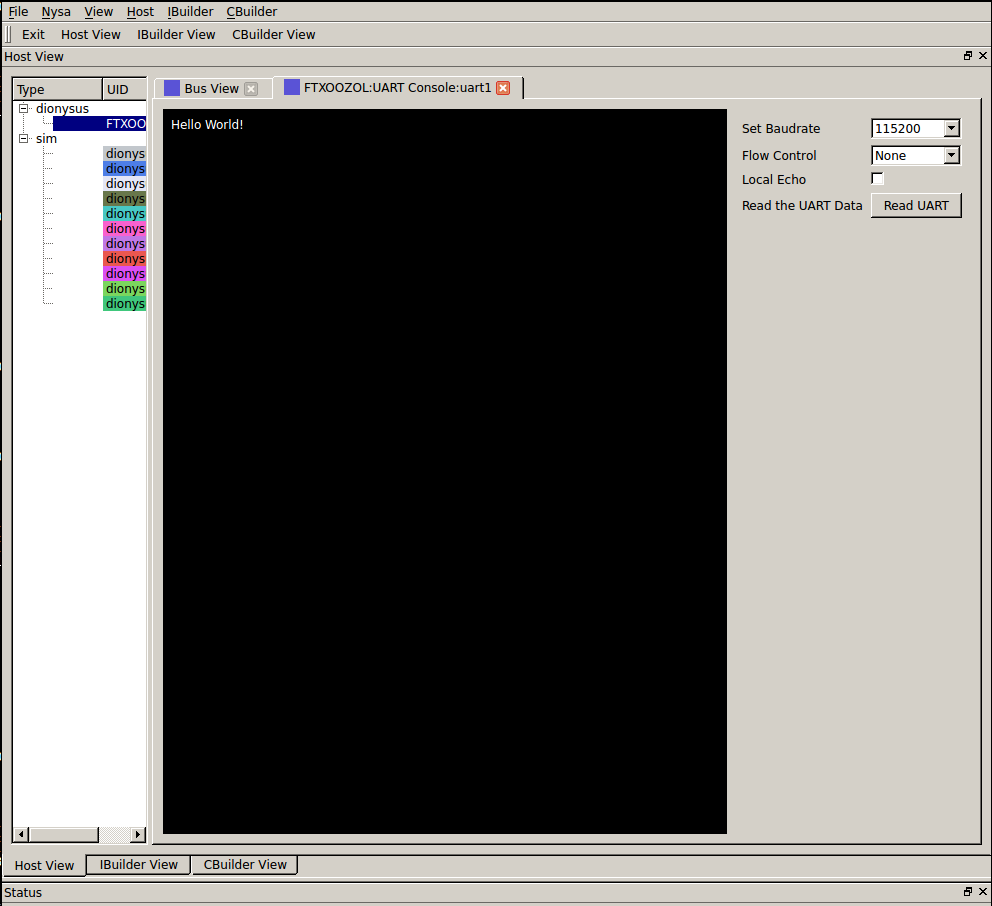 File Nysa View Host IBuilder CBuilder
Exit Host View IBuilder View CBuilder View
Host View
Type UID
dionysus
FTXOO
sim
dionys
dionys
dionys
dionys
dionys
dionys
dionys
dionys
dionys
dionys
dionys
Bus View FTXOOZOL:UART Console:uart1
Hello World!
Set Baudrate 115200
Flow Control None
Local Echo
Read the UART Data Read UART
Host View IBuilder View CBuilder View
Status